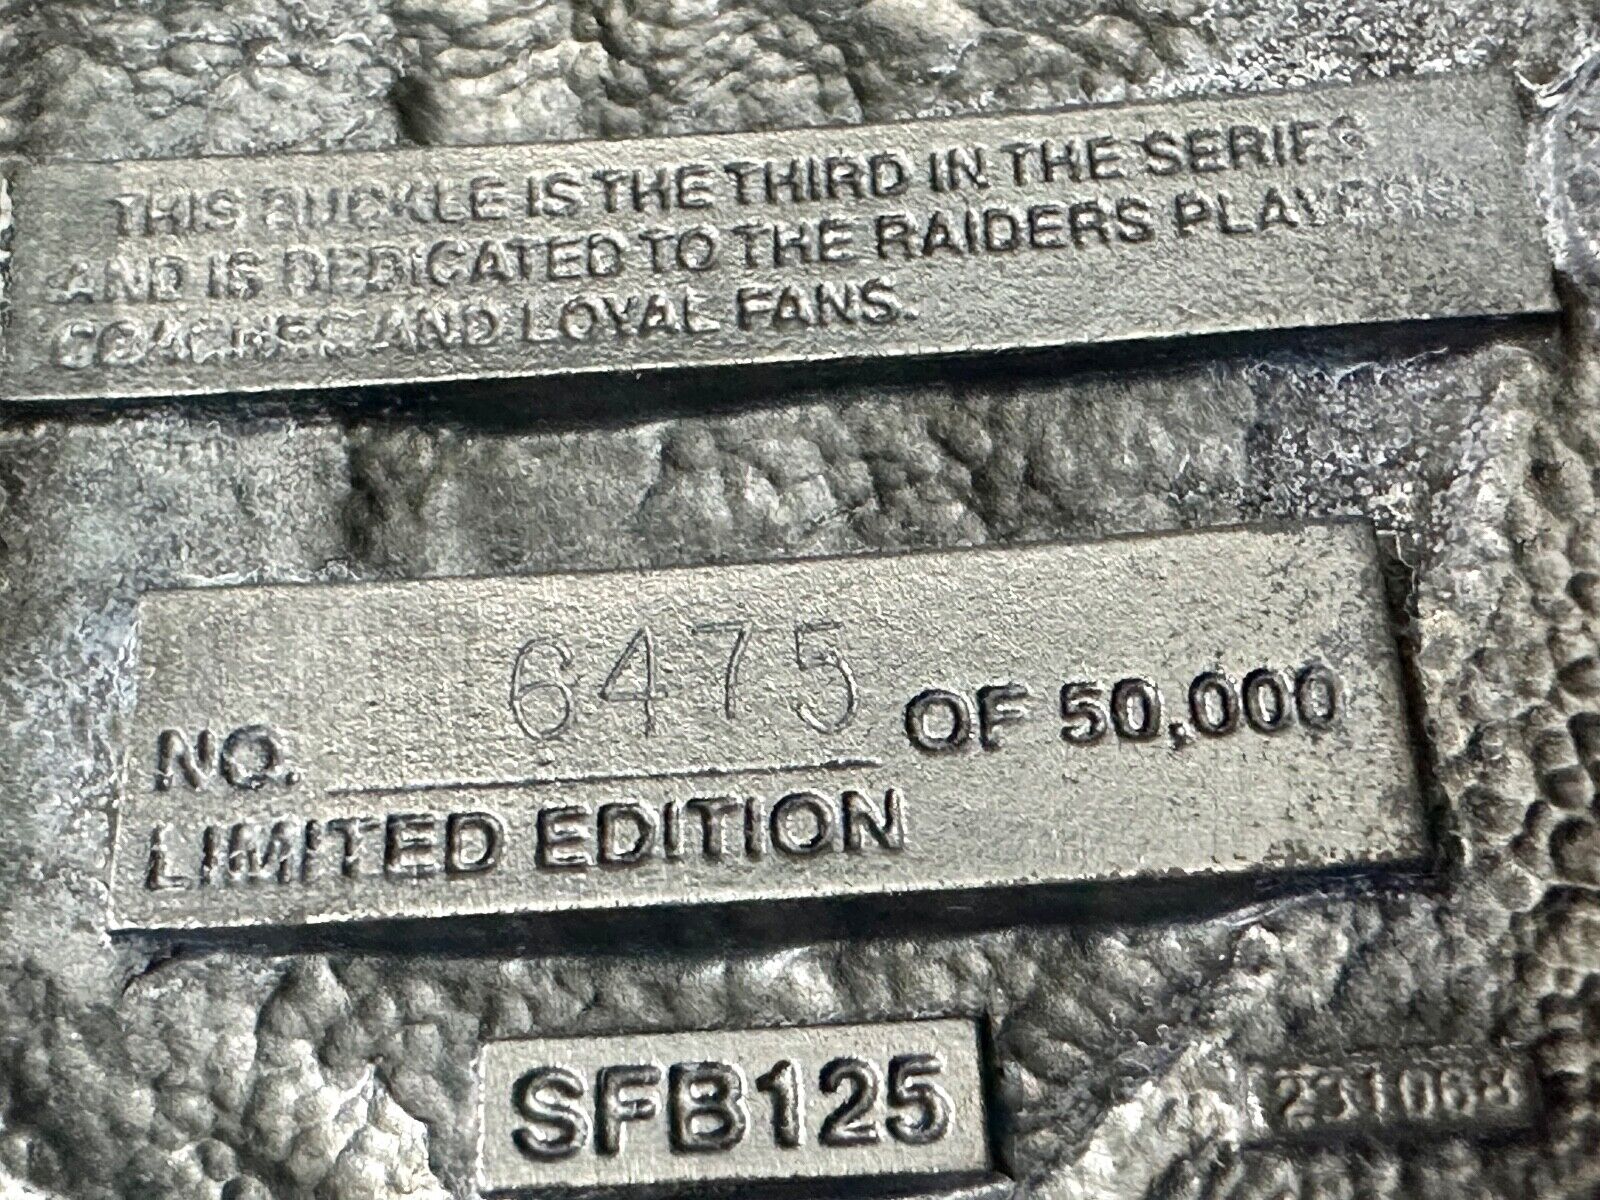 THIS BUCKLE IS THE THIRD IN THE SERIES
AND IS DEDICATED TO THE RAIDERS PLAYERS,
COACHES AND LOYAL FANS.
NO. 6475 OF 50,000
LIMITED EDITION
SFB125
231068